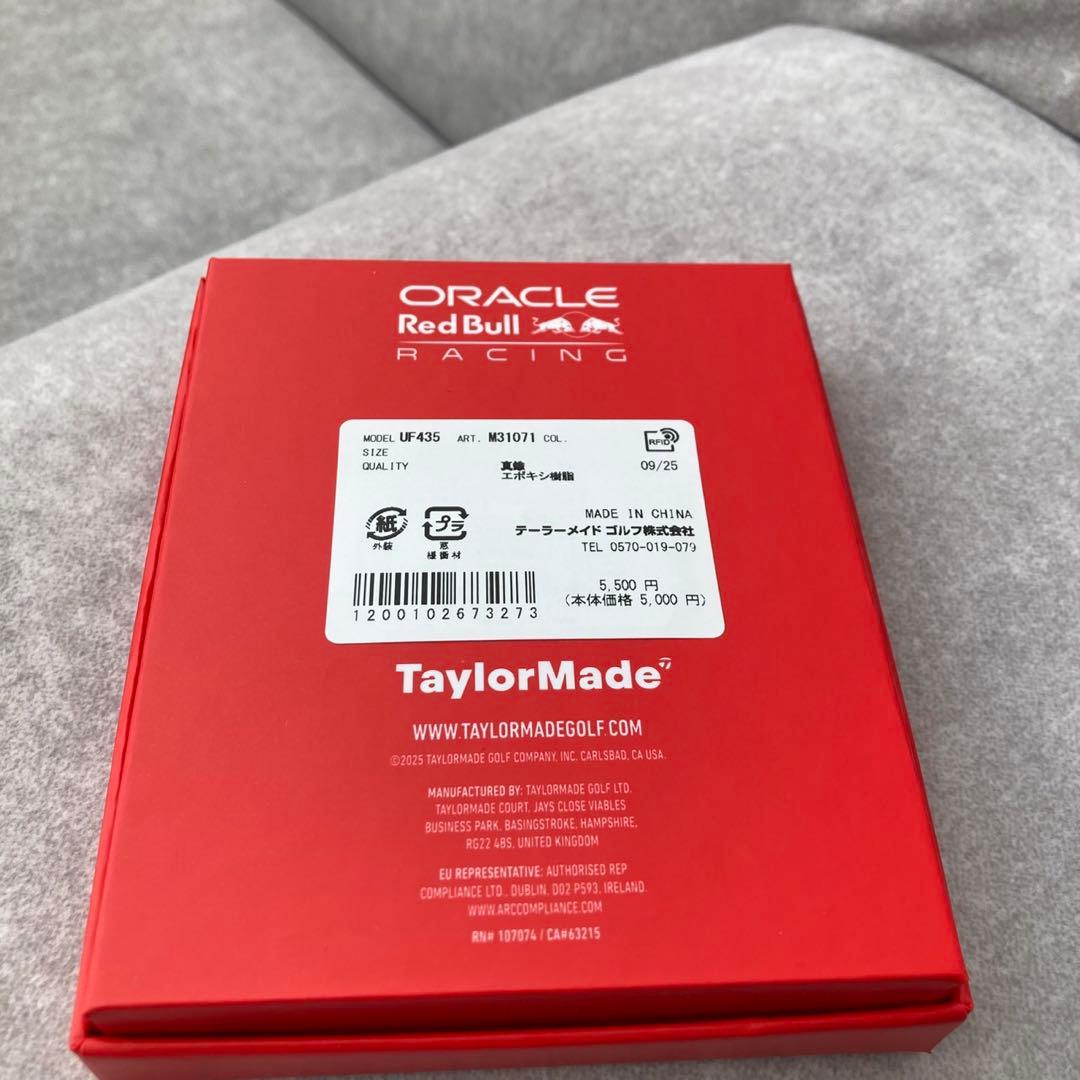 ORACLE
Red Bull
RACING
MODEL UF435 ART. M31071 COL.
SIZE
QUALITY 真鍮 09/25
エポキシ樹脂
RFID
MADE IN CHINA
テーラーメイド ゴルフ株式会社
TEL 0570-019-079
紙
外装
プラ
窓
緩衝材
5,500 円
(本体価格 5,000 円)
1200102673273
TaylorMade
WWW.TAYLORMADEGOLF.COM
©2025 TAYLORMADE GOLF COMPANY, INC. CARLSBAD, CA USA.
MANUFACTURED BY: TAYLORMADE GOLF LTD.
TAYLORMADE COURT, JAYS CLOSE VIABLES
BUSINESS PARK, BASINGSTOKE, HAMPSHIRE,
RG22 4BS, UNITED KINGDOM
EU REPRESENTATIVE: AUTHORISED REP
COMPLIANCE LTD., DUBLIN, D02 P593, IRELAND.
WWW.ARCCOMPLIANCE.COM
RN# 107074 / CA#63215